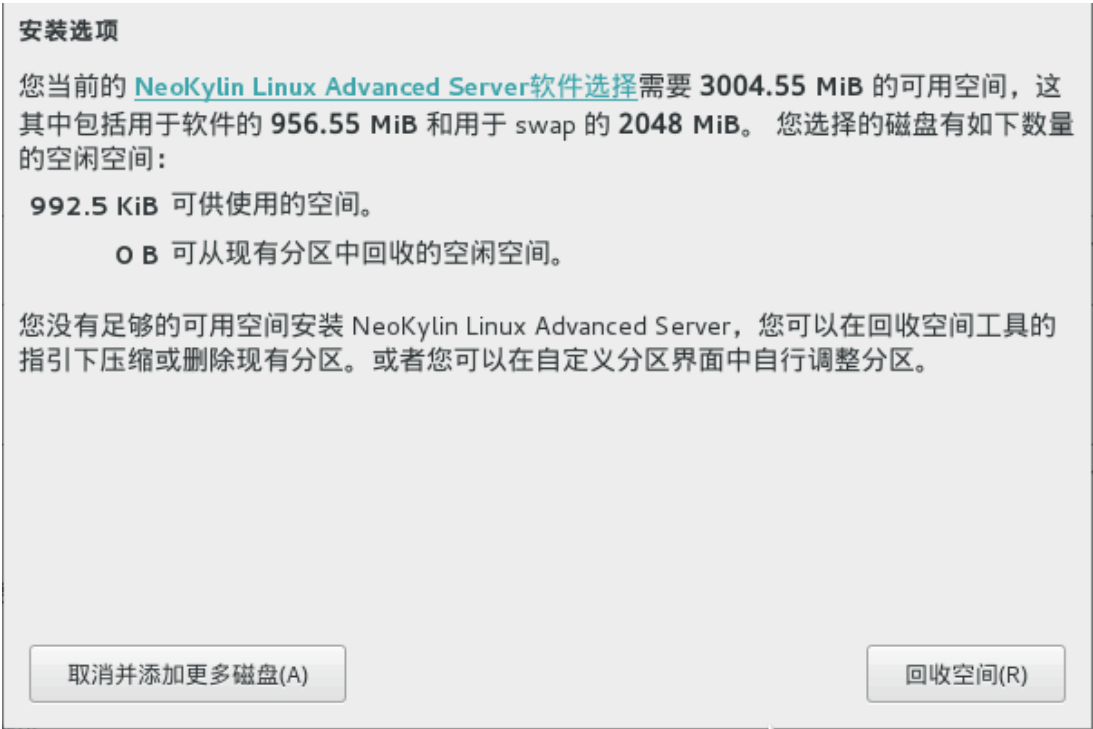 安装选项
您当前的 NeoKylin Linux Advanced Server软件选择需要 3004.55 MiB 的可用空间，这
其中包括用于软件的 956.55 MiB 和用于 swap 的 2048 MiB。 您选择的磁盘有如下数量
的空闲空间：
992.5 KiB 可供使用的空间。
0 B 可从现有分区中回收的空闲空间。
您没有足够的可用空间安装 NeoKylin Linux Advanced Server，您可以在回收空间工具的
指引下压缩或删除现有分区。或者您可以在自定义分区界面中自行调整分区。
取消并添加更多磁盘(A) 回收空间(R)